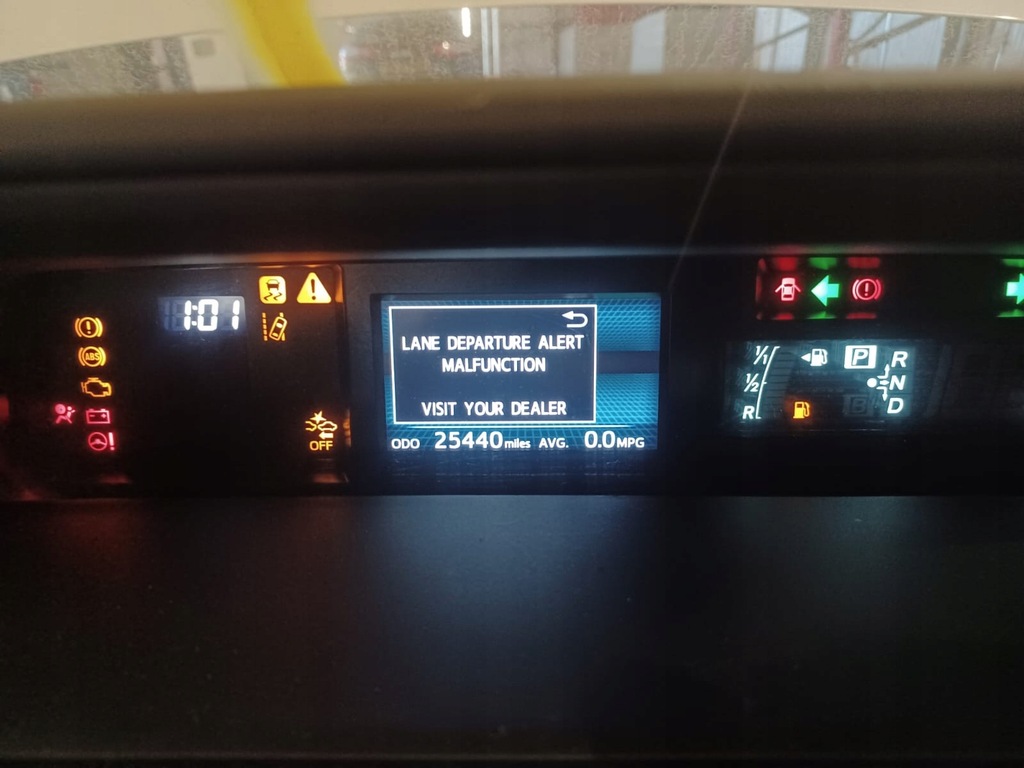 1:01
ABS
OFF
LANE DEPARTURE ALERT
MALFUNCTION
VISIT YOUR DEALER
ODO 25440 miles AVG. 0.0 MPG
1/1
1/2
R
P
R
N
D
B